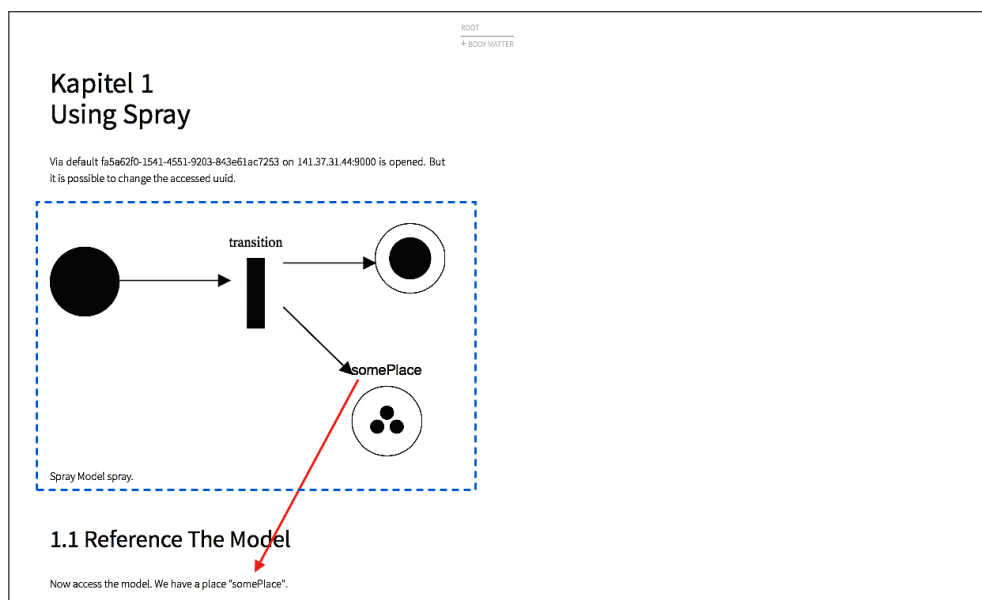 ROOT
+ BODY MATTER
Kapitel 1
Using Spray
Via default fa5a62f0-1541-4551-9203-843e61ac7253 on 141.37.31.44:9000 is opened. But
it is possible to change the accessed uuid.
transition
somePlace
Spray Model spray.
1.1 Reference The Model
Now access the model. We have a place "somePlace".